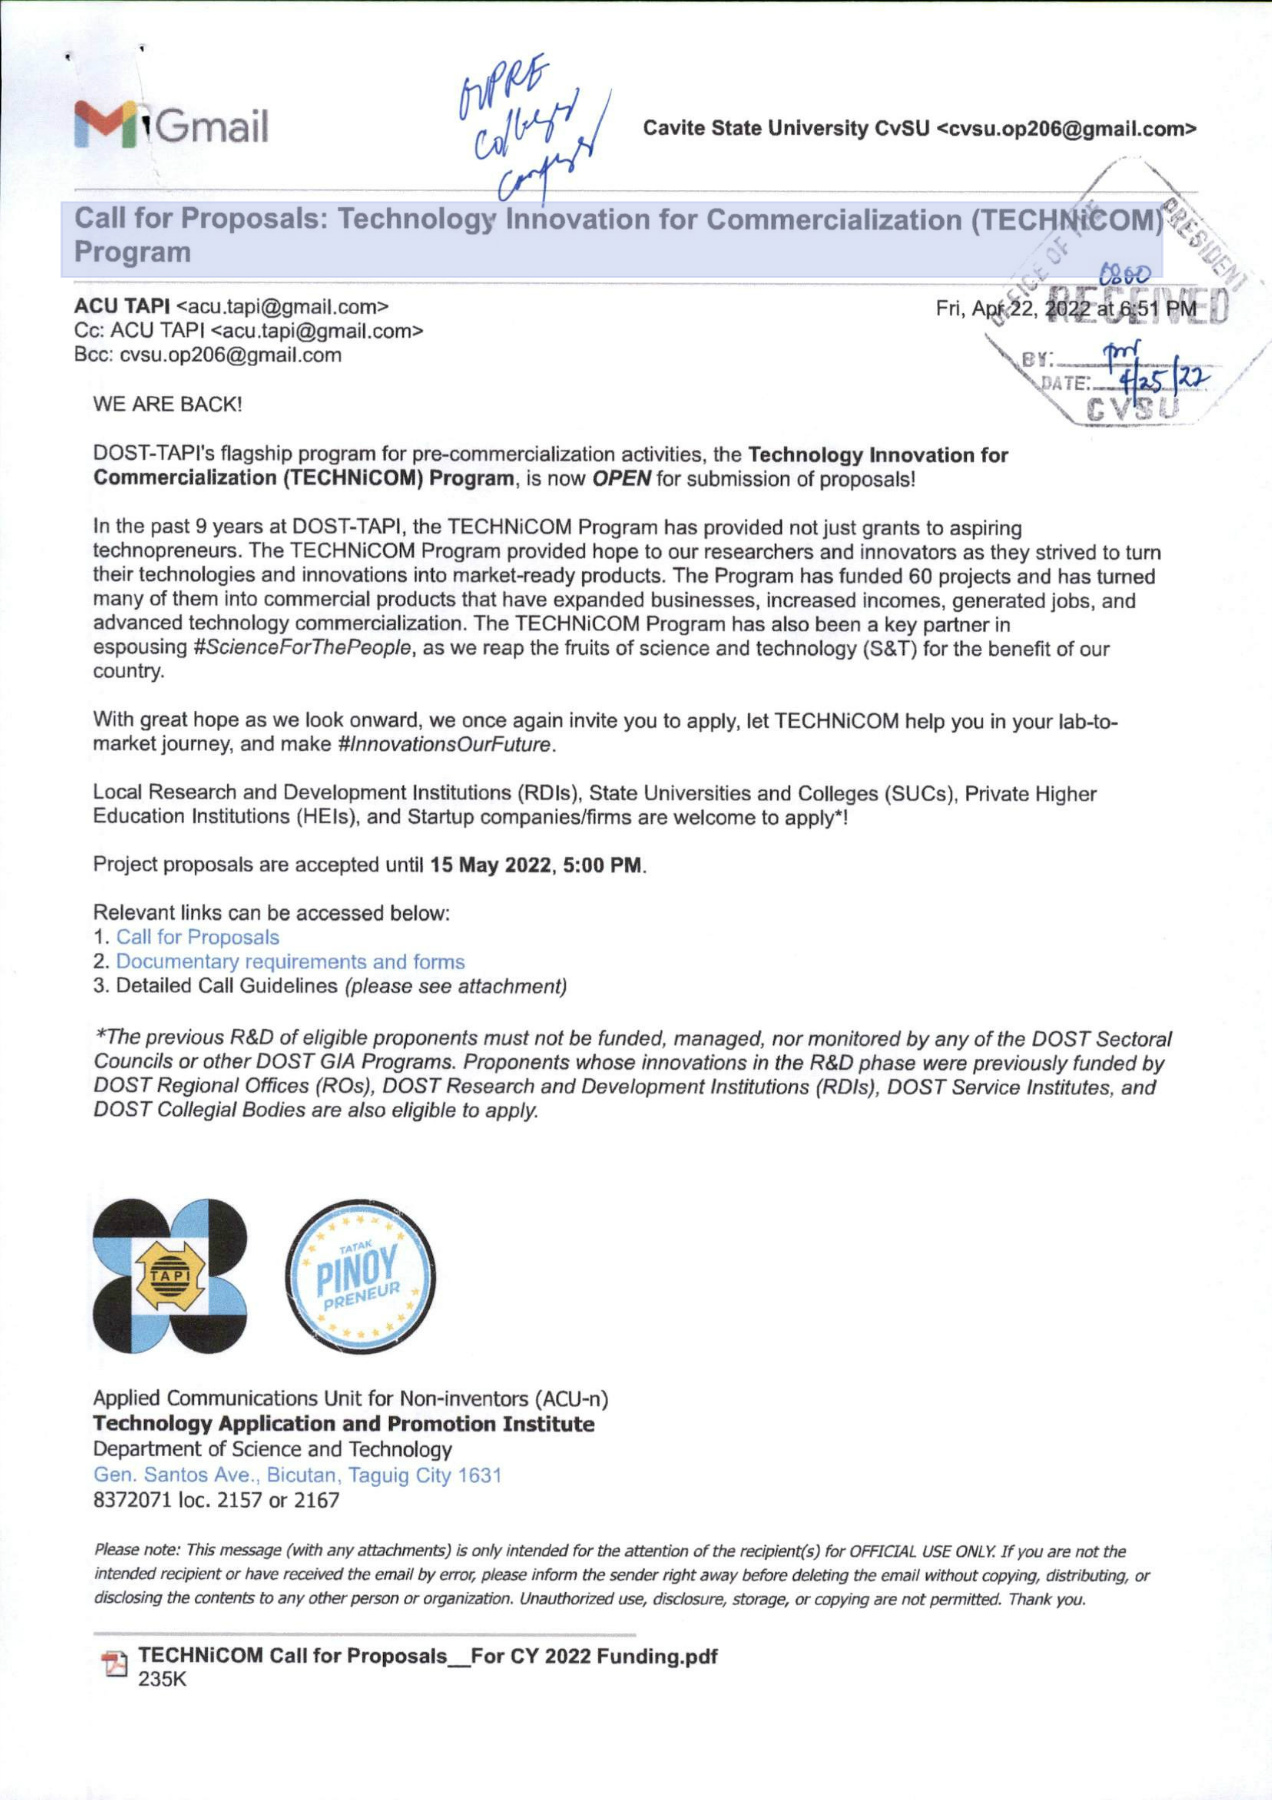 OVPRE
Colleges
Campuses
Gmail
Cavite State University CvSU <cvsu.op206@gmail.com>
Call for Proposals: Technology Innovation for Commercialization (TECHNiCOM)
Program
OFFICE OF THE PRESIDENT
0800
RECEIVED
BY:
DATE: 4/25/22
CVSU
ACU TAPI <acu.tapi@gmail.com>
Fri, Apr 22, 2022 at 6:51 PM
Cc: ACU TAPI <acu.tapi@gmail.com>
Bcc: cvsu.op206@gmail.com
WE ARE BACK!
DOST-TAPI's flagship program for pre-commercialization activities, the Technology Innovation for
Commercialization (TECHNiCOM) Program, is now OPEN for submission of proposals!
In the past 9 years at DOST-TAPI, the TECHNiCOM Program has provided not just grants to aspiring
technopreneurs. The TECHNiCOM Program provided hope to our researchers and innovators as they strived to turn
their technologies and innovations into market-ready products. The Program has funded 60 projects and has turned
many of them into commercial products that have expanded businesses, increased incomes, generated jobs, and
advanced technology commercialization. The TECHNiCOM Program has also been a key partner in
espousing #ScienceForThePeople, as we reap the fruits of science and technology (S&T) for the benefit of our
country.
With great hope as we look onward, we once again invite you to apply, let TECHNiCOM help you in your lab-to-
market journey, and make #InnovationsOurFuture.
Local Research and Development Institutions (RDIs), State Universities and Colleges (SUCs), Private Higher
Education Institutions (HEIs), and Startup companies/firms are welcome to apply*!
Project proposals are accepted until 15 May 2022, 5:00 PM.
Relevant links can be accessed below:
1. Call for Proposals
2. Documentary requirements and forms
3. Detailed Call Guidelines (please see attachment)
*The previous R&D of eligible proponents must not be funded, managed, nor monitored by any of the DOST Sectoral
Councils or other DOST GIA Programs. Proponents whose innovations in the R&D phase were previously funded by
DOST Regional Offices (ROs), DOST Research and Development Institutions (RDIs), DOST Service Institutes, and
DOST Collegial Bodies are also eligible to apply.
TAPI
TATAK
PINOY
PRENEUR
Applied Communications Unit for Non-inventors (ACU-n)
Technology Application and Promotion Institute
Department of Science and Technology
Gen. Santos Ave., Bicutan, Taguig City 1631
8372071 loc. 2157 or 2167
Please note: This message (with any attachments) is only intended for the attention of the recipient(s) for OFFICIAL USE ONLY. If you are not the
intended recipient or have received the email by error, please inform the sender right away before deleting the email without copying, distributing, or
disclosing the contents to any other person or organization. Unauthorized use, disclosure, storage, or copying are not permitted. Thank you.
TECHNiCOM Call for Proposals__For CY 2022 Funding.pdf
235K